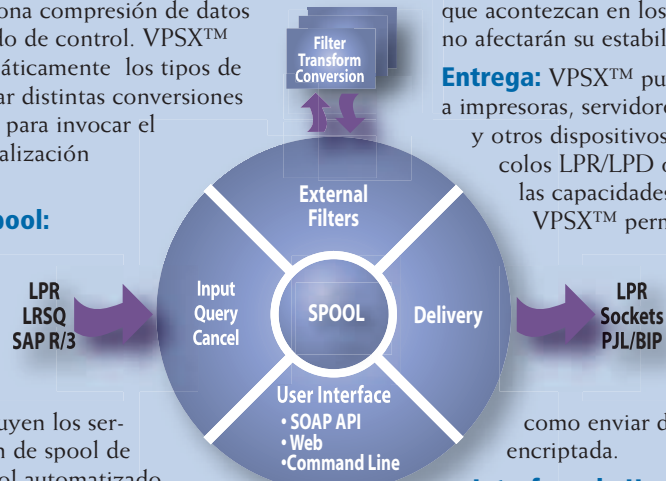 ona compresión de datos
do de control. VPSX™
áticamente los tipos de
ar distintas conversiones
para invocar el
alización
pool:
LPR
LRSQ
SAP R/3
uyen los ser-
n de spool de
ol automatizado
Filter
Transform
Conversion
External
Filters
Input
Query
Cancel
SPOOL
Delivery
User Interface
• SOAP API
• Web
•Command Line
que acontezcan en los
no afectarán su estabil
Entrega: VPSX™ pu
a impresoras, servidore
y otros dispositivos
colos LPR/LPD o
las capacidades
VPSX™ perm
LPR
Sockets
PJL/BIP
como enviar d
encriptada.